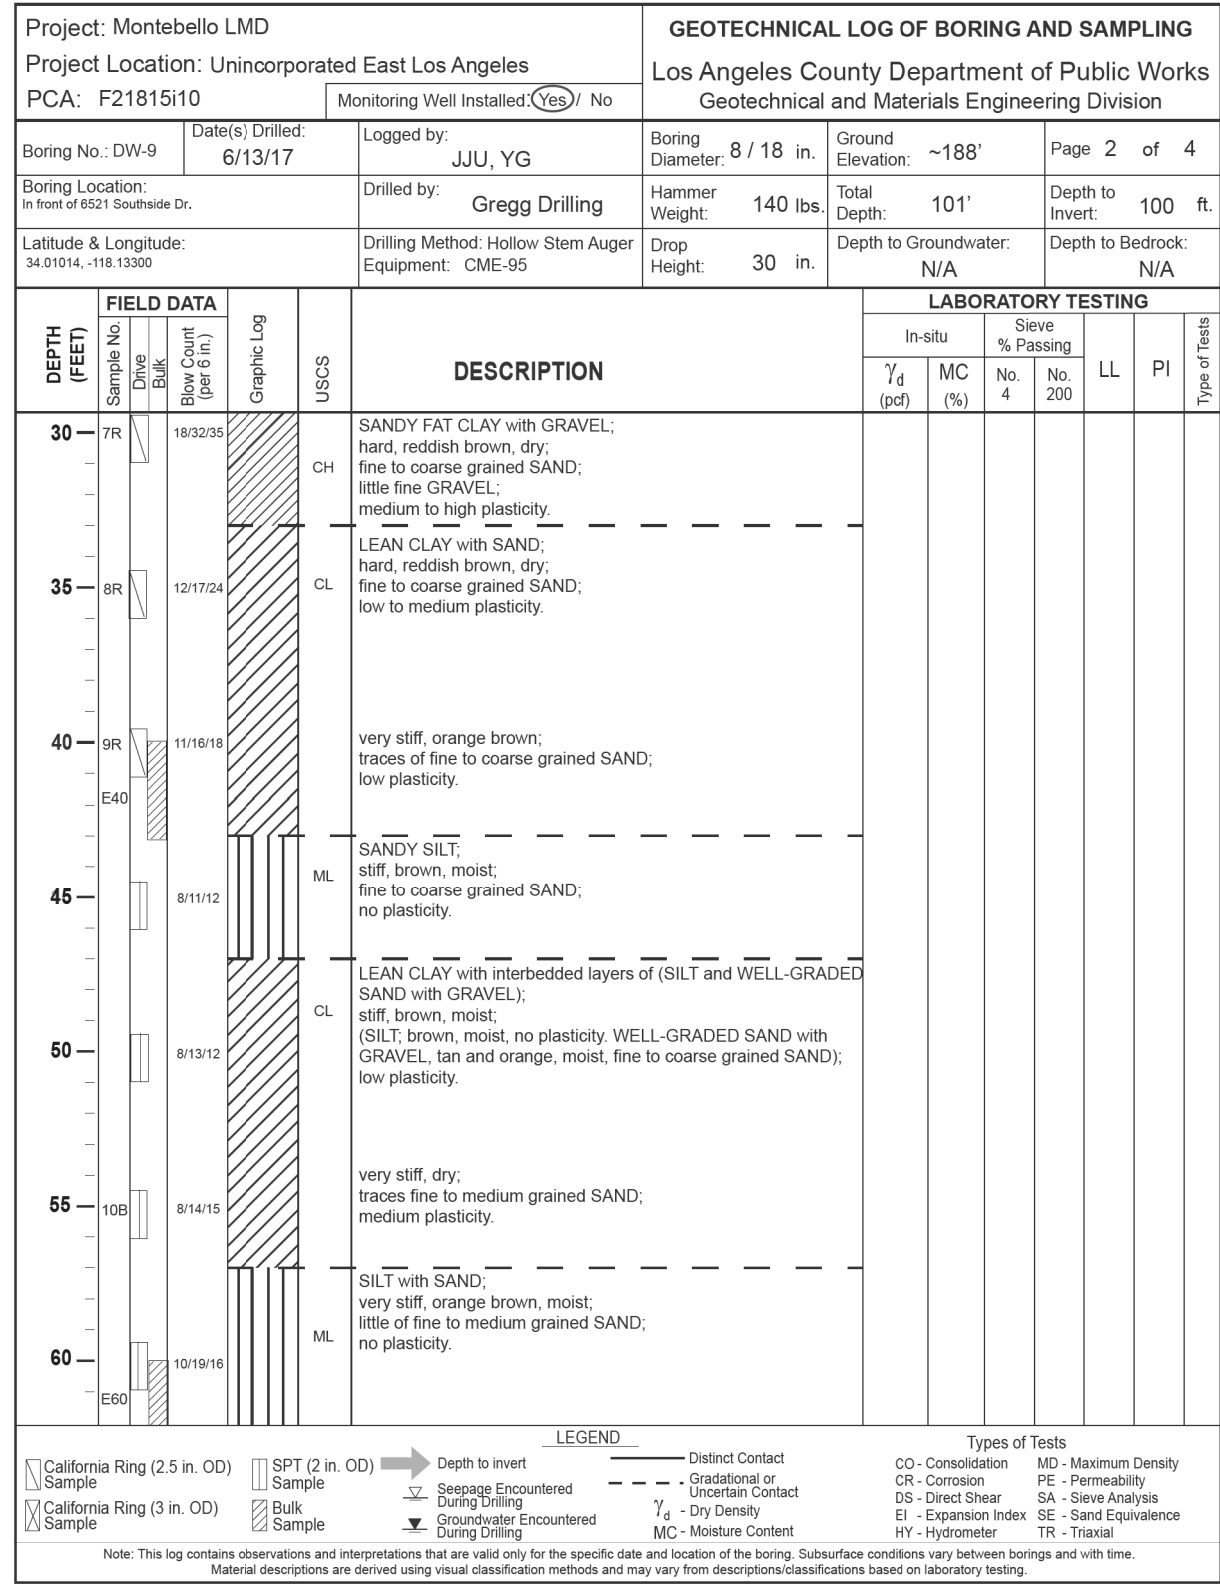 Project: Montebello LMD
Project Location: Unincorporated East Los Angeles
PCA: F21815i10
Monitoring Well Installed: Yes / No
GEOTECHNICAL LOG OF BORING AND SAMPLING
Los Angeles County Department of Public Works
Geotechnical and Materials Engineering Division
Boring No.: DW-9
Date(s) Drilled:
6/13/17
Logged by:
JJU, YG
Boring
Diameter: 8 / 18 in.
Ground
Elevation: ~188’
Page 2 of 4
Boring Location:
In front of 6521 Southside Dr.
Drilled by:
Gregg Drilling
Hammer
Weight: 140 lbs.
Total
Depth: 101’
Depth to
Invert: 100 ft.
Latitude & Longitude:
34.01014, -118.13300
Drilling Method: Hollow Stem Auger
Equipment: CME-95
Drop
Height: 30 in.
Depth to Groundwater:
N/A
Depth to Bedrock:
N/A
DEPTH
(FEET)
FIELD DATA
Sample No.
Drive
Bulk
Blow Count
(per 6 in.)
Graphic Log
USCS
DESCRIPTION
LABORATORY TESTING
In-situ
Sieve
% Passing
γd
(pcf)
MC
(%)
No.
4
No.
200
LL
PI
Type of Tests
30
7R
18/32/35
CH
SANDY FAT CLAY with GRAVEL;
hard, reddish brown, dry;
fine to coarse grained SAND;
little fine GRAVEL;
medium to high plasticity.
35
8R
12/17/24
CL
LEAN CLAY with SAND;
hard, reddish brown, dry;
fine to coarse grained SAND;
low to medium plasticity.
40
9R
11/16/18
E40
very stiff, orange brown;
traces of fine to coarse grained SAND;
low plasticity.
45
8/11/12
ML
SANDY SILT;
stiff, brown, moist;
fine to coarse grained SAND;
no plasticity.
50
8/13/12
CL
LEAN CLAY with interbedded layers of (SILT and WELL-GRADED
SAND with GRAVEL);
stiff, brown, moist;
(SILT; brown, moist, no plasticity. WELL-GRADED SAND with
GRAVEL, tan and orange, moist, fine to coarse grained SAND);
low plasticity.
55
10B
8/14/15
very stiff, dry;
traces fine to medium grained SAND;
medium plasticity.
60
10/19/16
E60
ML
SILT with SAND;
very stiff, orange brown, moist;
little of fine to medium grained SAND;
no plasticity.
LEGEND
California Ring (2.5 in. OD)
Sample
California Ring (3 in. OD)
Sample
SPT (2 in. OD)
Sample
Bulk
Sample
Depth to invert
Seepage Encountered
During Drilling
Groundwater Encountered
During Drilling
Distinct Contact
Gradational or
Uncertain Contact
γd - Dry Density
MC - Moisture Content
Types of Tests
CO - Consolidation
CR - Corrosion
DS - Direct Shear
EI - Expansion Index
HY - Hydrometer
MD - Maximum Density
PE - Permeability
SA - Sieve Analysis
SE - Sand Equivalence
TR - Triaxial
Note: This log contains observations and interpretations that are valid only for the specific date and location of the boring. Subsurface conditions vary between borings and with time.
Material descriptions are derived using visual classification methods and may vary from descriptions/classifications based on laboratory testing.